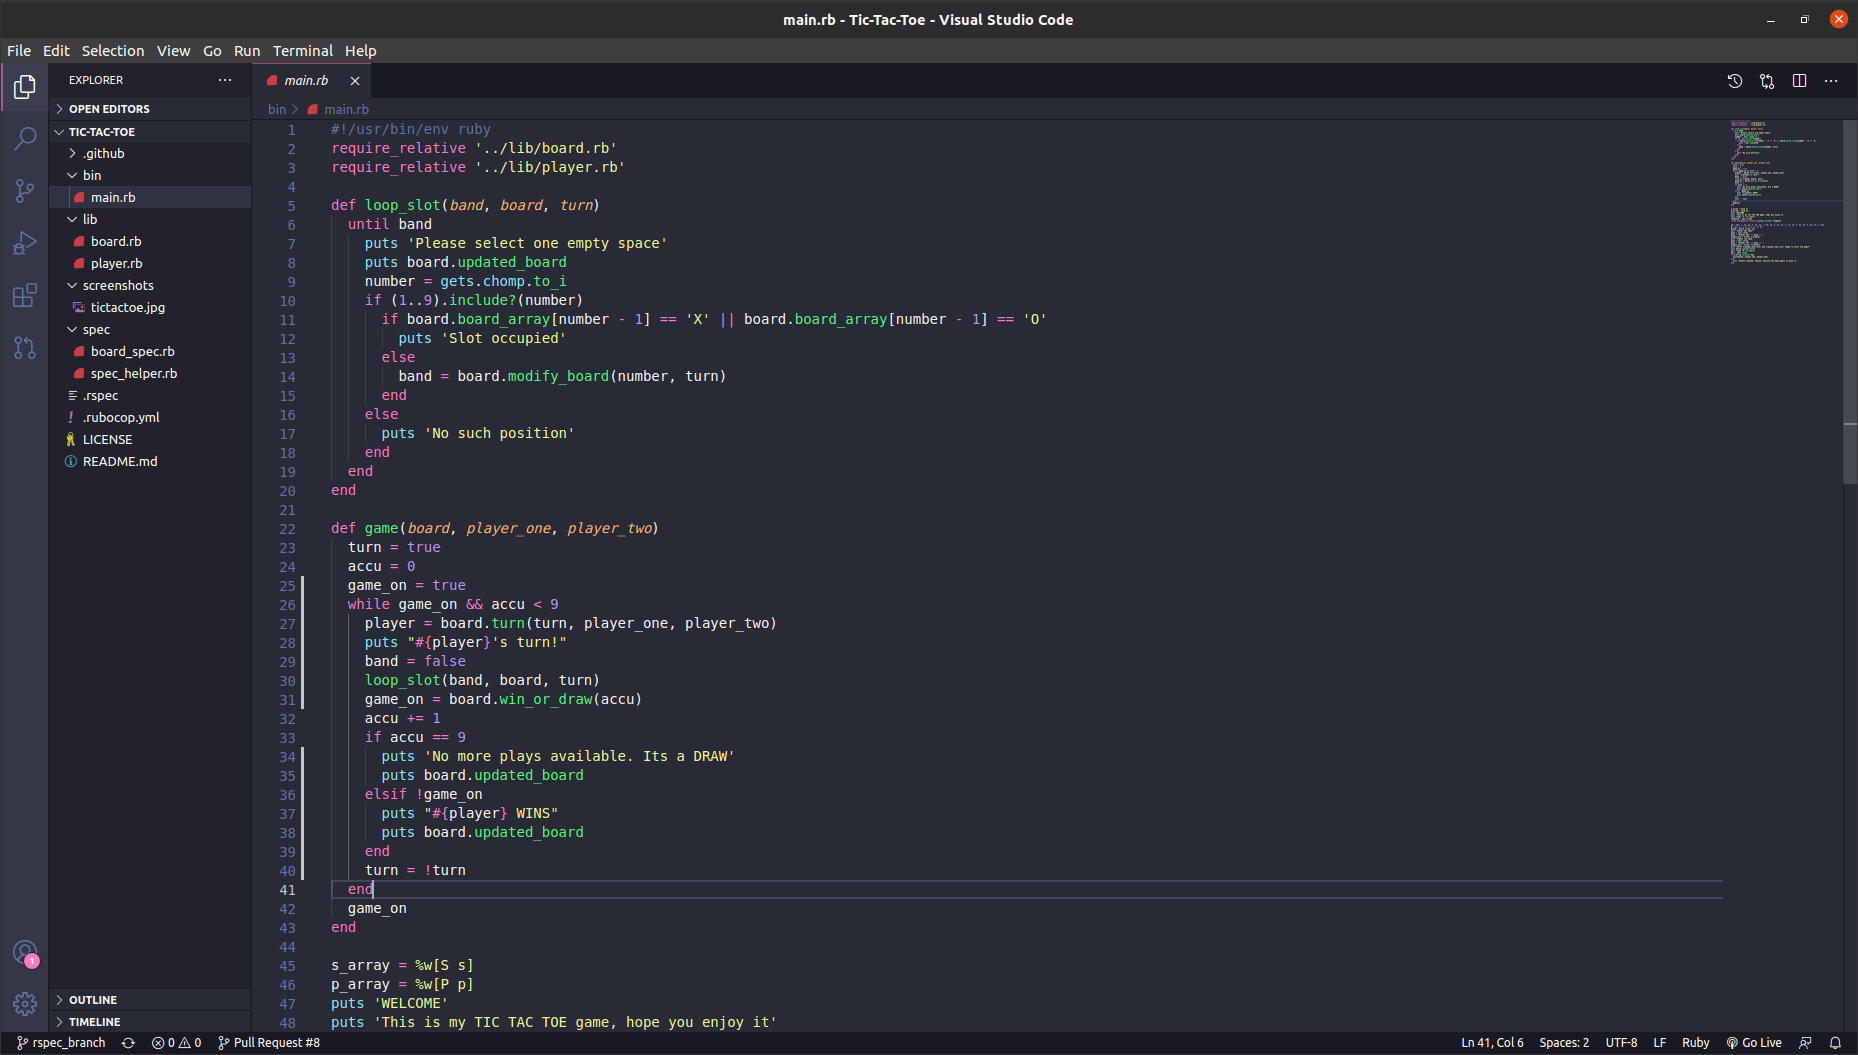 main.rb - Tic-Tac-Toe - Visual Studio Code
File Edit Selection View Go Run Terminal Help
EXPLORER
OPEN EDITORS
TIC-TAC-TOE
.github
bin
main.rb
lib
board.rb
player.rb
screenshots
tictactoe.jpg
spec
board_spec.rb
spec_helper.rb
.rspec
.rubocop.yml
LICENSE
README.md
OUTLINE
TIMELINE
main.rb
bin > main.rb
1 #!/usr/bin/env ruby
2 require_relative '../lib/board.rb'
3 require_relative '../lib/player.rb'
4
5 def loop_slot(band, board, turn)
6   until band
7     puts 'Please select one empty space'
8     puts board.updated_board
9     number = gets.chomp.to_i
10     if (1..9).include?(number)
11       if board.board_array[number - 1] == 'X' || board.board_array[number - 1] == 'O'
12         puts 'Slot occupied'
13       else
14         band = board.modify_board(number, turn)
15       end
16     else
17       puts 'No such position'
18     end
19   end
20 end
21
22 def game(board, player_one, player_two)
23   turn = true
24   accu = 0
25   game_on = true
26   while game_on && accu < 9
27     player = board.turn(turn, player_one, player_two)
28     puts "#{player}'s turn!"
29     band = false
30     loop_slot(band, board, turn)
31     game_on = board.win_or_draw(accu)
32     accu += 1
33     if accu == 9
34       puts 'No more plays available. Its a DRAW'
35       puts board.updated_board
36     elsif !game_on
37       puts "#{player} WINS"
38       puts board.updated_board
39     end
40     turn = !turn
41   end
42   game_on
43 end
44
45 s_array = %w[S s]
46 p_array = %w[P p]
47 puts 'WELCOME'
48 puts 'This is my TIC TAC TOE game, hope you enjoy it'
1
rspec_branch 0 0 Pull Request #8 Ln 41, Col 6 Spaces: 2 UTF-8 LF Ruby Go Live